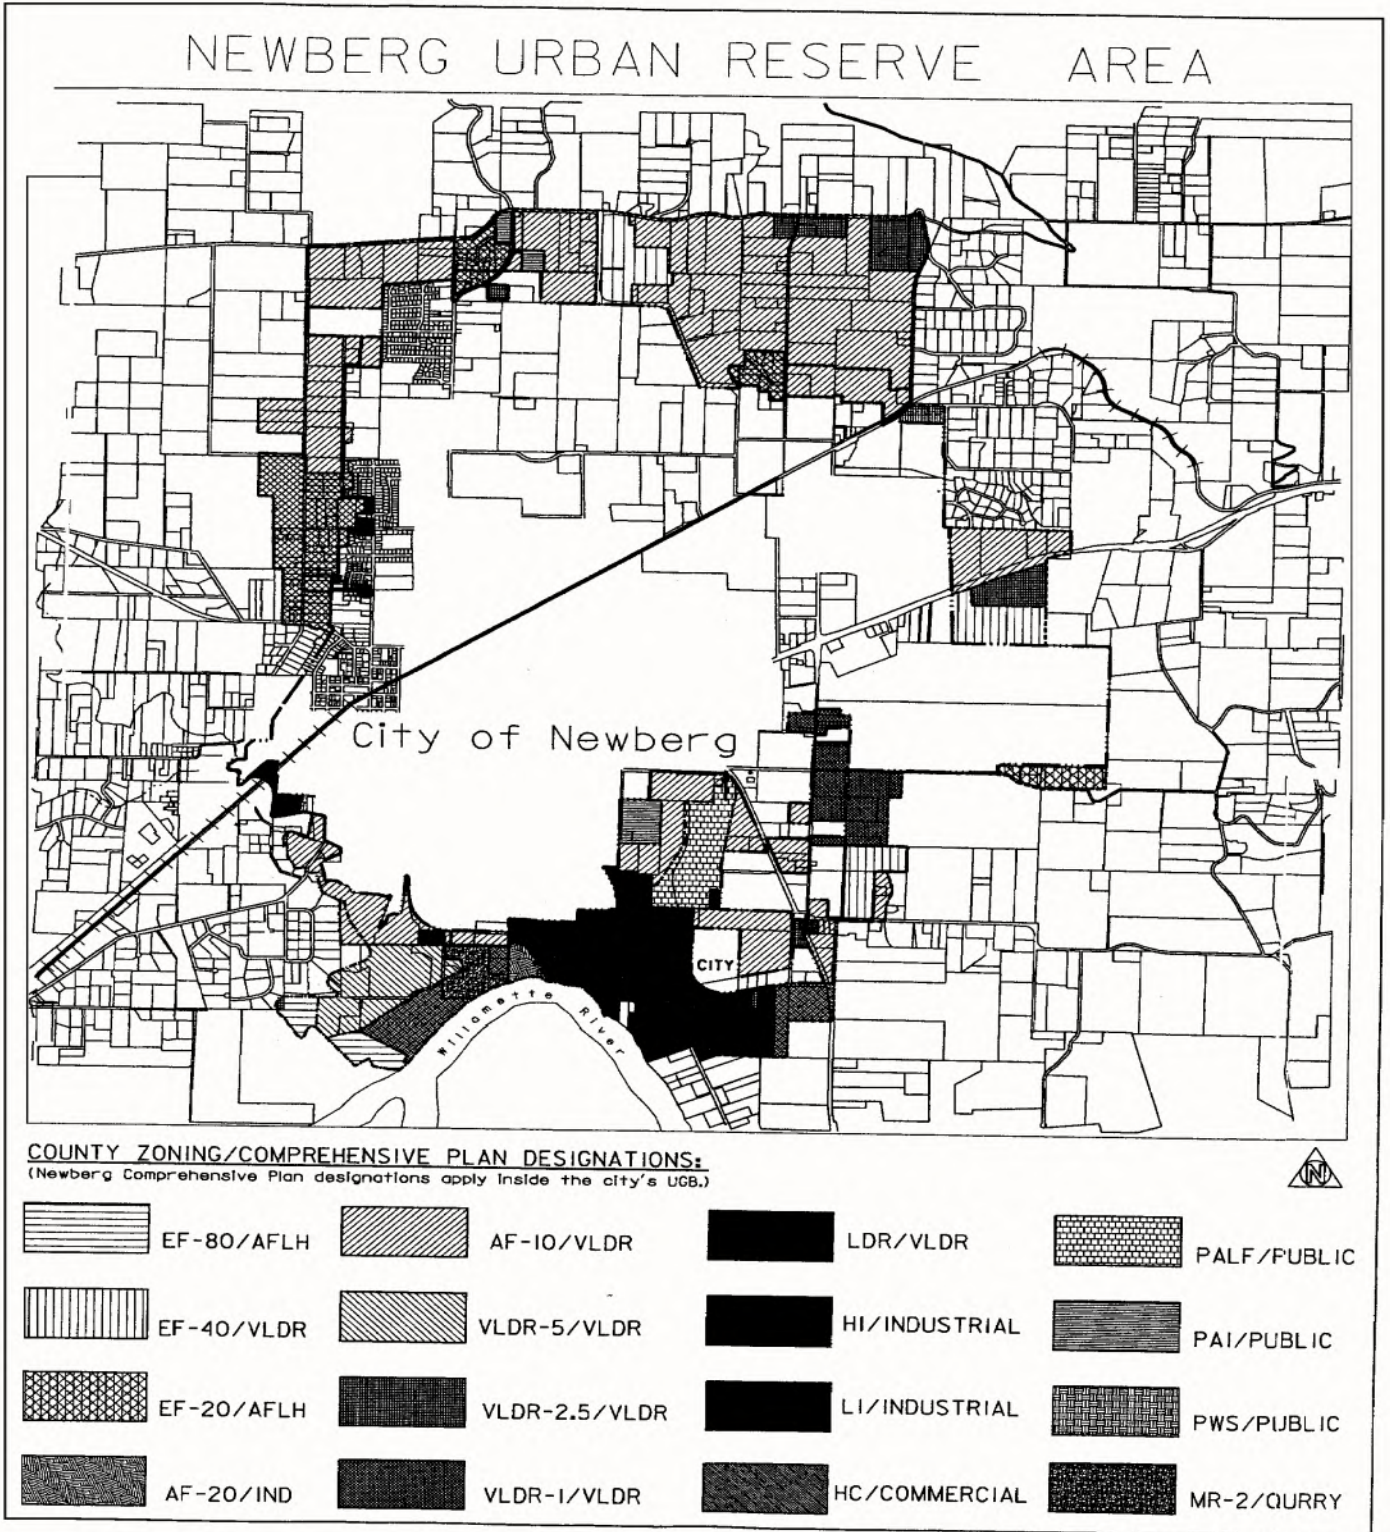 NEWBERG URBAN RESERVE AREA
City of Newberg
CITY
Willamette River
COUNTY ZONING/COMPREHENSIVE PLAN DESIGNATIONS:
(Newberg Comprehensive Plan designations apply inside the city's UGB.)
N
EF-80/AFLH
AF-10/VLDR
LDR/VLDR
PALF/PUBLIC
EF-40/VLDR
VLDR-5/VLDR
HI/INDUSTRIAL
PAI/PUBLIC
EF-20/AFLH
VLDR-2.5/VLDR
LI/INDUSTRIAL
PWS/PUBLIC
AF-20/IND
VLDR-1/VLDR
HC/COMMERCIAL
MR-2/QURRY